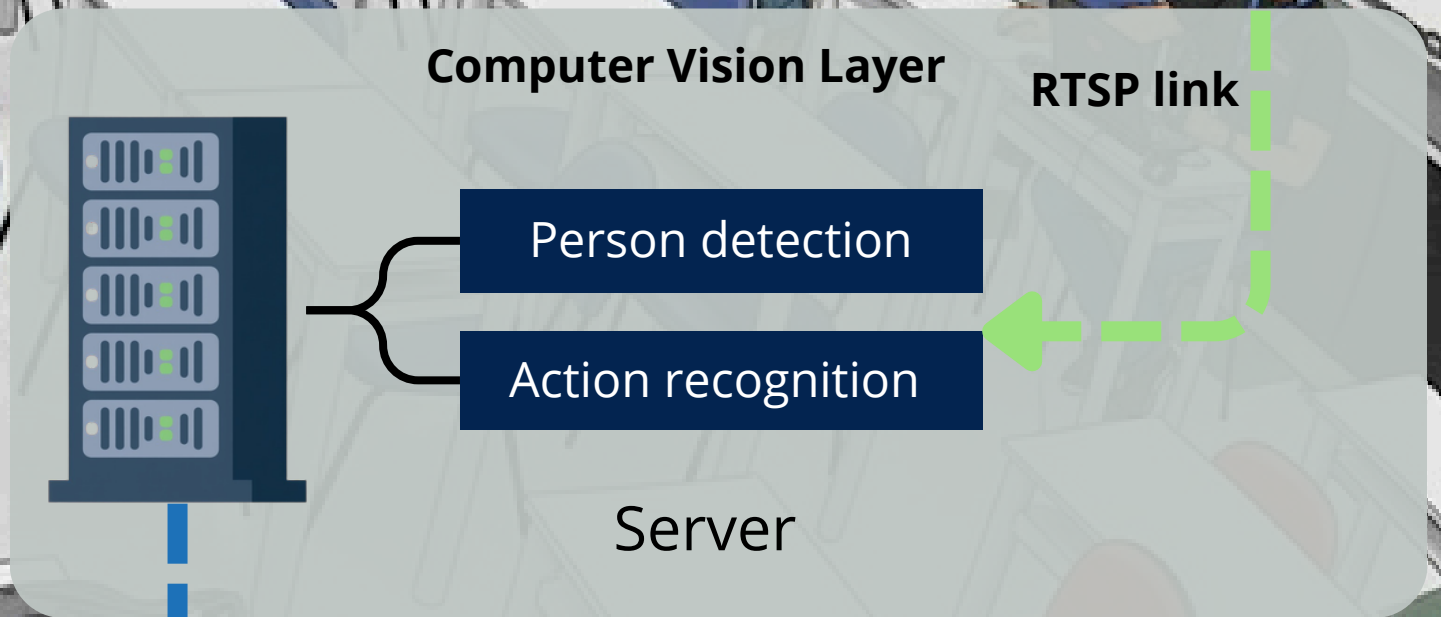 Computer Vision Layer
RTSP link
Person detection
Action recognition
Server